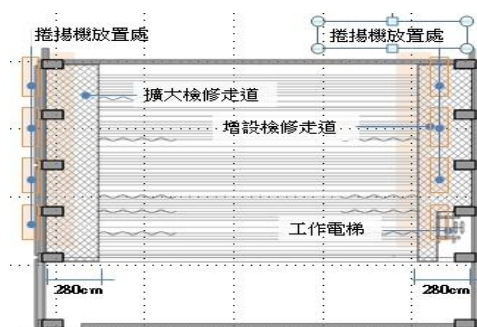 捲揚機放置處
捲揚機放置處
擴大檢修走道
增設檢修走道
工作電梯
280cm
280cm